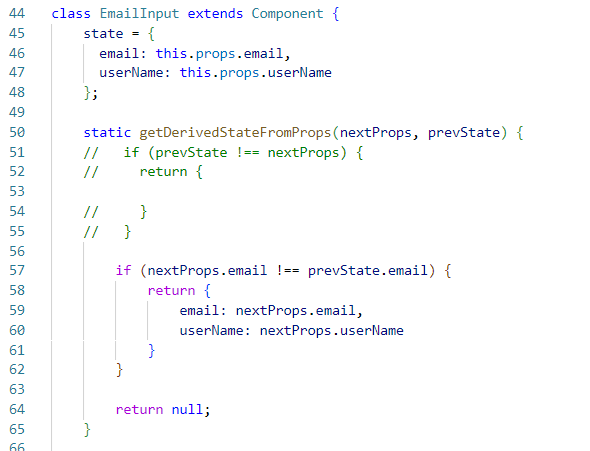 44 class EmailInput extends Component {
45     state = {
46       email: this.props.email,
47       userName: this.props.userName
48     };
49
50     static getDerivedStateFromProps(nextProps, prevState) {
51     //   if (prevState !== nextProps) {
52     //     return {
53
54     //     }
55     //   }
56
57         if (nextProps.email !== prevState.email) {
58             return {
59                 email: nextProps.email,
60                 userName: nextProps.userName
61             }
62         }
63
64         return null;
65     }
66